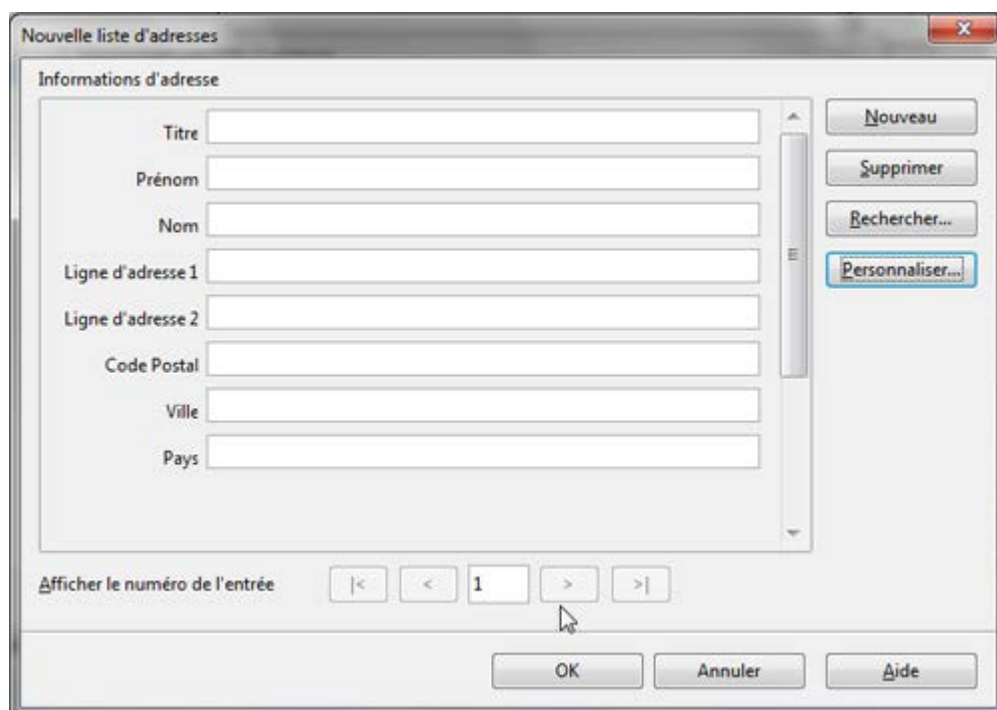 Nouvelle liste d'adresses
Informations d'adresse
Titre
Prénom
Nom
Ligne d'adresse 1
Ligne d'adresse 2
Code Postal
Ville
Pays
Nouveau
Supprimer
Rechercher...
Personnaliser...
Afficher le numéro de l'entrée |< < 1 > >|
OK Annuler Aide